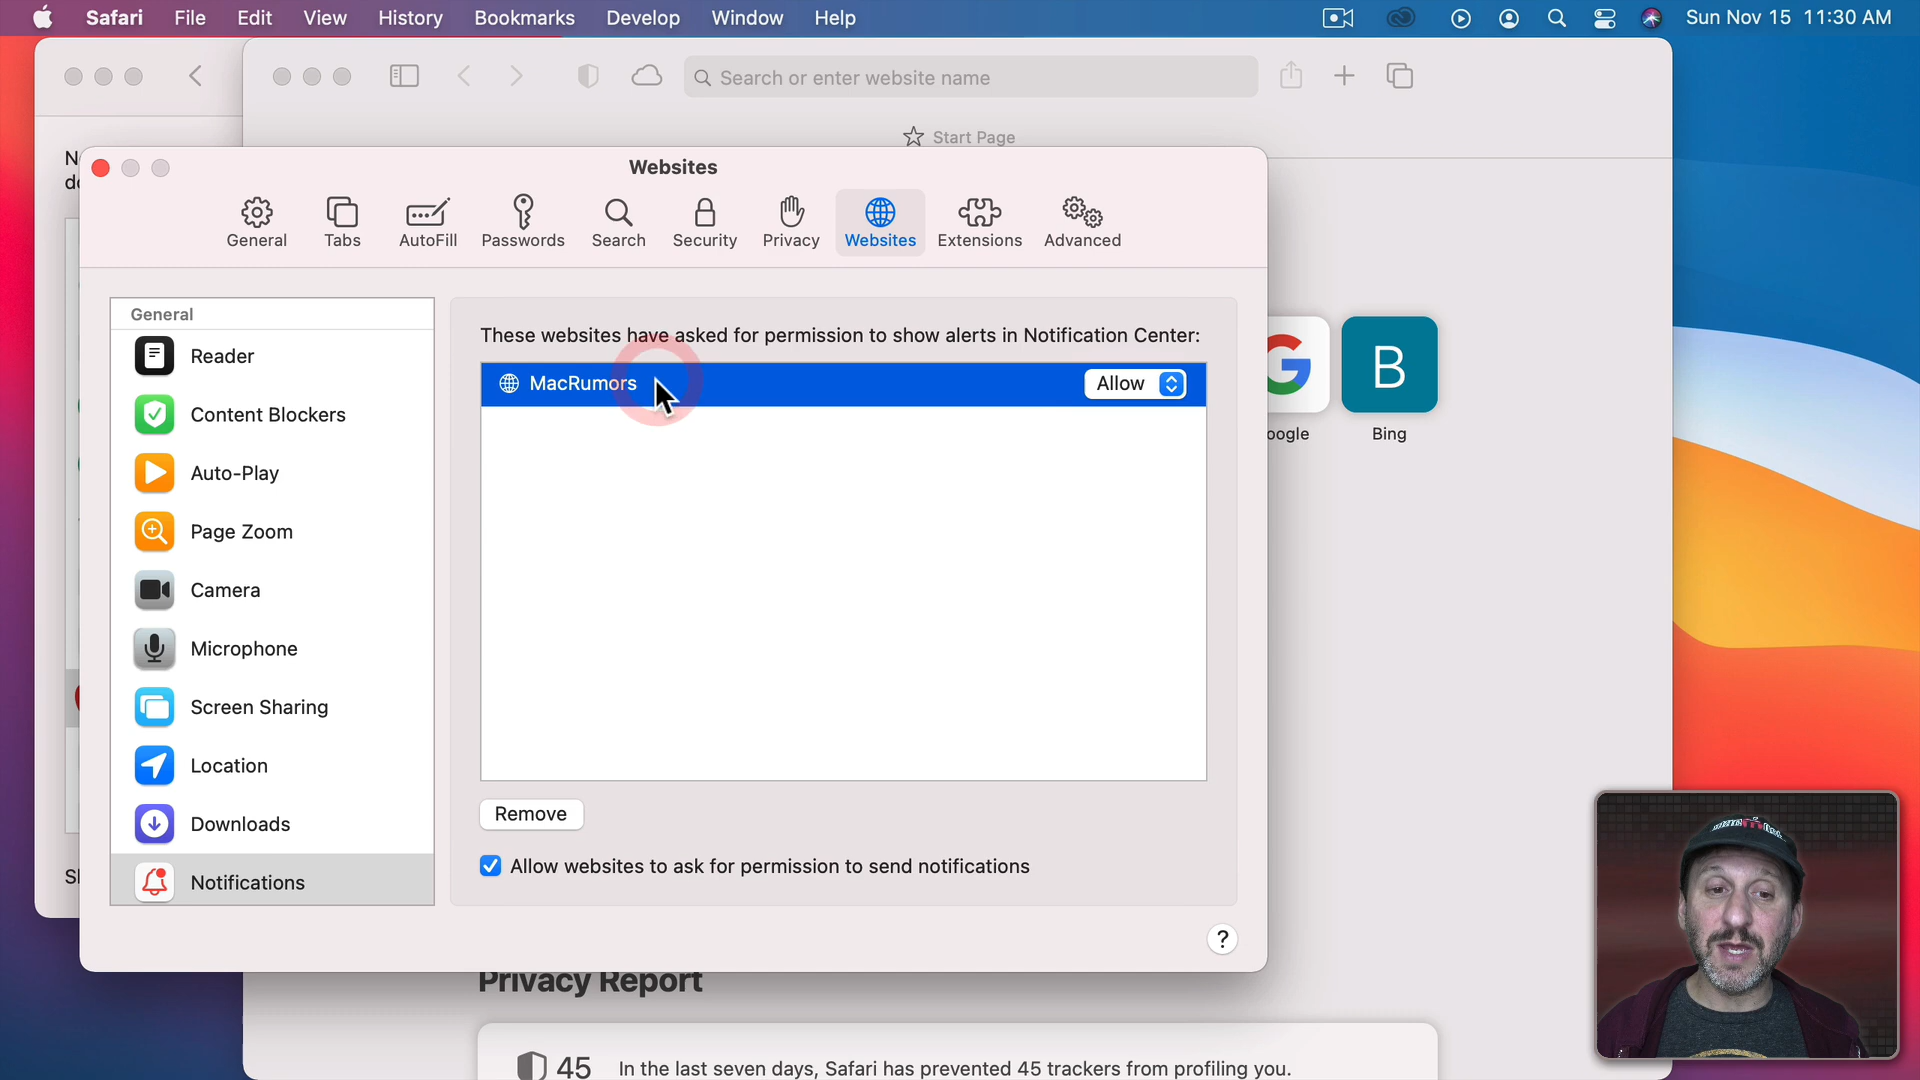 Safari File Edit View History Bookmarks Develop Window Help Sun Nov 15 11:30 AM
Search or enter website name
Start Page
Websites
General Tabs AutoFill Passwords Search Security Privacy Websites Extensions Advanced
General
Reader
Content Blockers
Auto-Play
Page Zoom
Camera
Microphone
Screen Sharing
Location
Downloads
Notifications
These websites have asked for permission to show alerts in Notification Center:
MacRumors Allow
Remove
Allow websites to ask for permission to send notifications
?
G B
oogle Bing
Privacy Report
45 In the last seven days, Safari has prevented 45 trackers from profiling you.